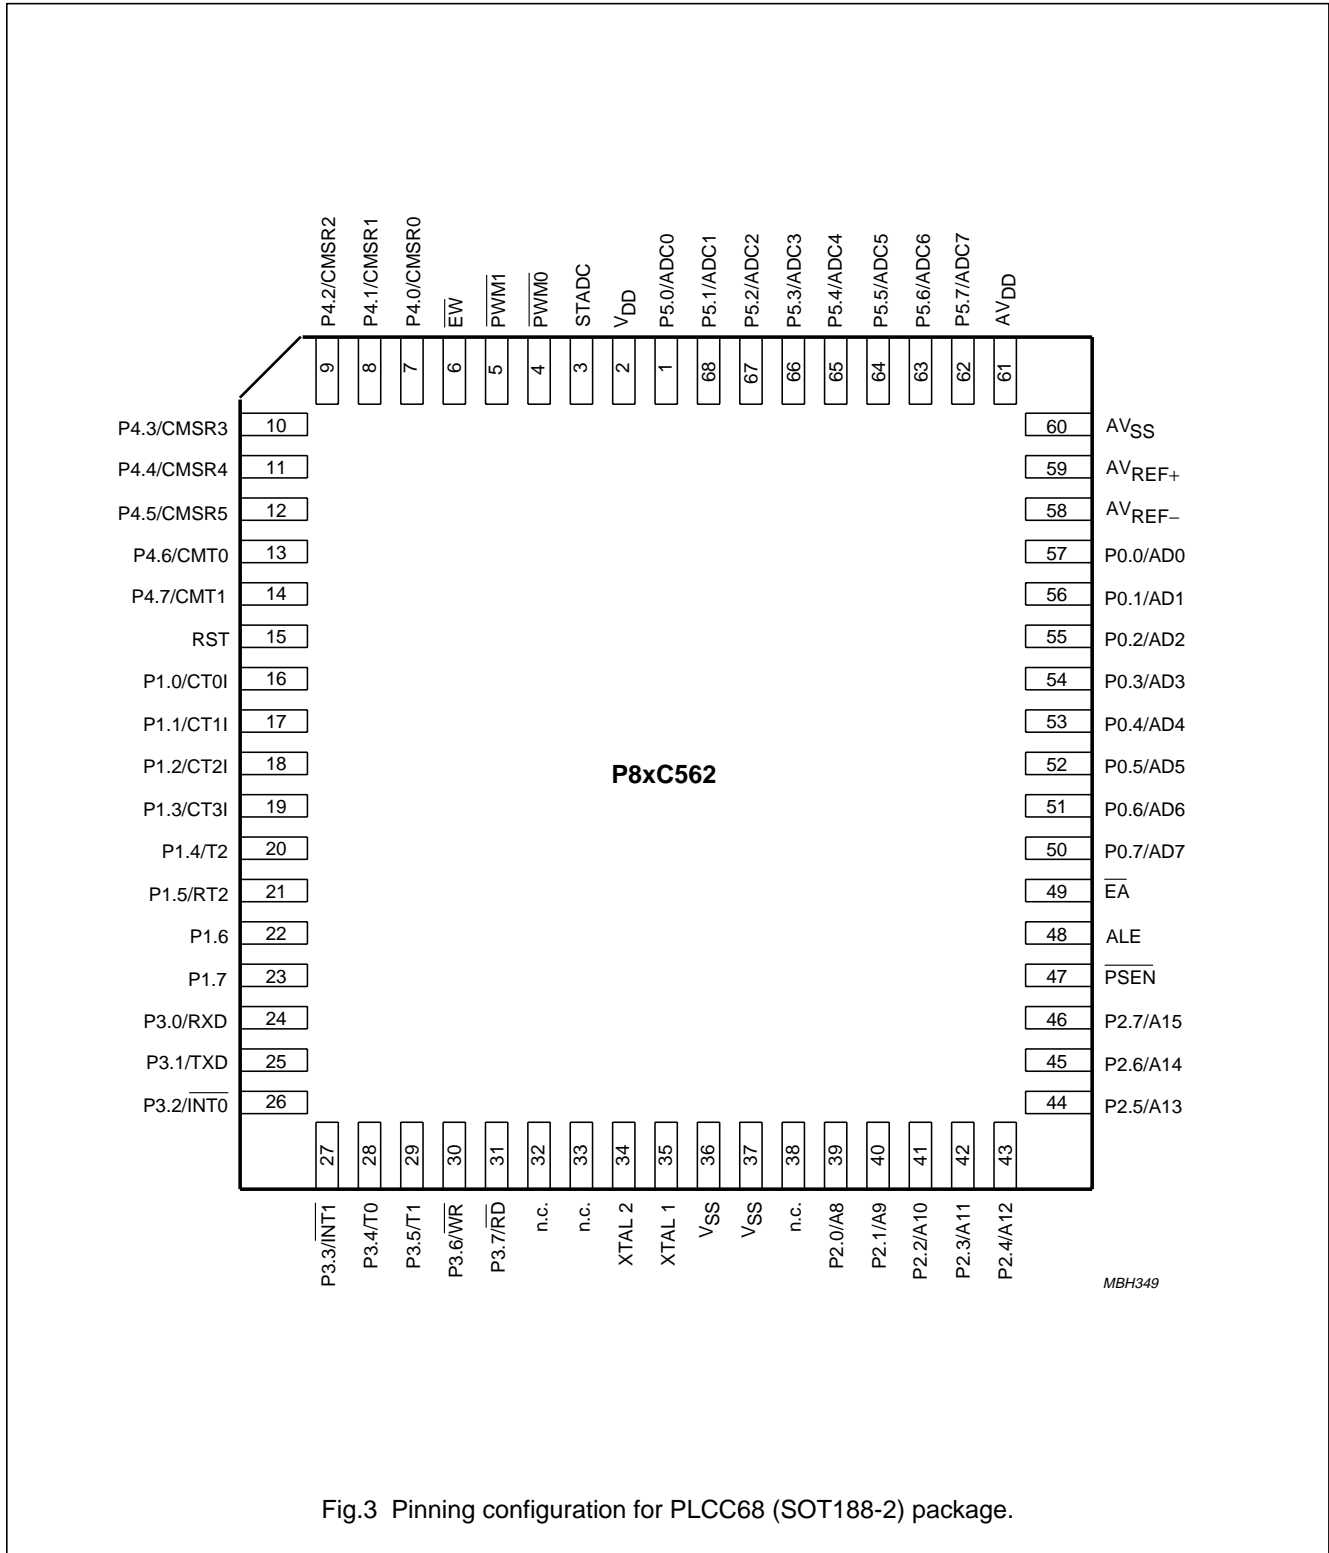 P4.2/CMSR2
P4.1/CMSR1
P4.0/CMSR0
EW
PWM1
PWM0
STADC
VDD
P5.0/ADC0
P5.1/ADC1
P5.2/ADC2
P5.3/ADC3
P5.4/ADC4
P5.5/ADC5
P5.6/ADC6
P5.7/ADC7
AVDD
9
8
7
6
5
4
3
2
1
68
67
66
65
64
63
62
61
P4.3/CMSR3 10
P4.4/CMSR4 11
P4.5/CMSR5 12
P4.6/CMT0 13
P4.7/CMT1 14
RST 15
P1.0/CT0I 16
P1.1/CT1I 17
P1.2/CT2I 18
P1.3/CT3I 19
P1.4/T2 20
P1.5/RT2 21
P1.6 22
P1.7 23
P3.0/RXD 24
P3.1/TXD 25
P3.2/INT0 26
P8xC562
60 AVSS
59 AVREF+
58 AVREF−
57 P0.0/AD0
56 P0.1/AD1
55 P0.2/AD2
54 P0.3/AD3
53 P0.4/AD4
52 P0.5/AD5
51 P0.6/AD6
50 P0.7/AD7
49 EA
48 ALE
47 PSEN
46 P2.7/A15
45 P2.6/A14
44 P2.5/A13
27
28
29
30
31
32
33
34
35
36
37
38
39
40
41
42
43
P3.3/INT1
P3.4/T0
P3.5/T1
P3.6/WR
P3.7/RD
n.c.
n.c.
XTAL 2
XTAL 1
VSS
VSS
n.c.
P2.0/A8
P2.1/A9
P2.2/A10
P2.3/A11
P2.4/A12
MBH349
Fig.3 Pinning configuration for PLCC68 (SOT188-2) package.